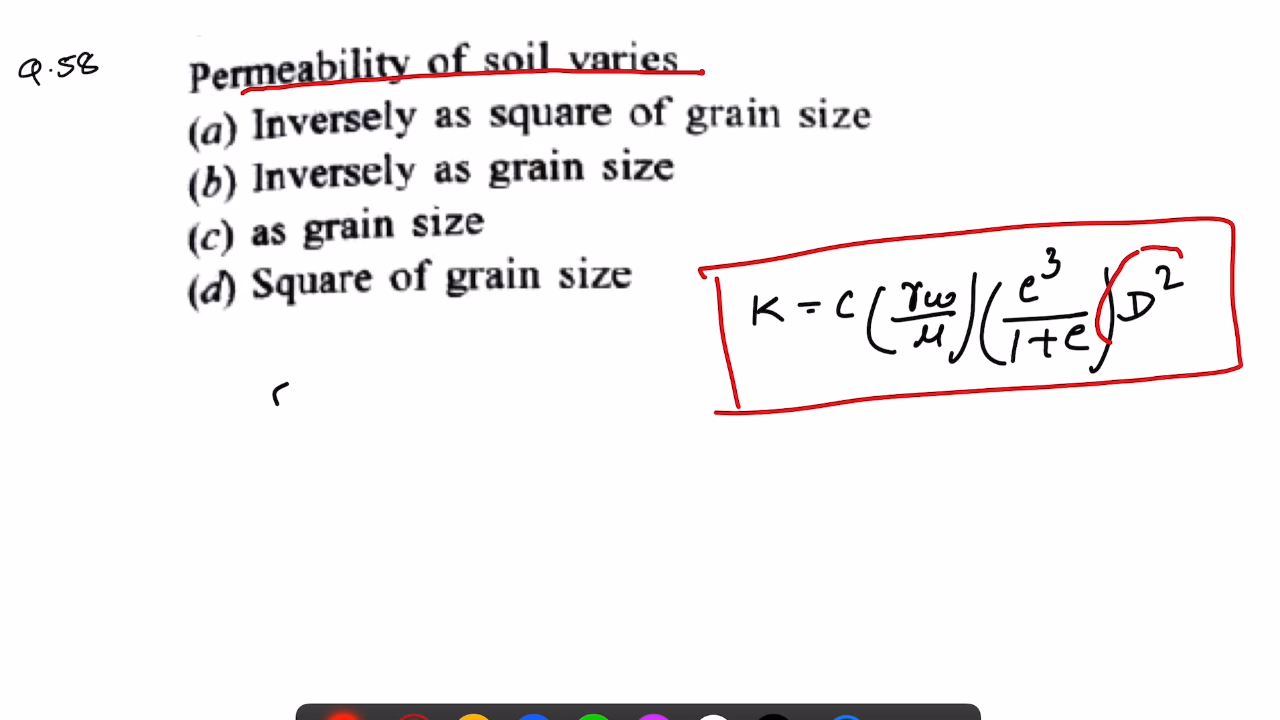 Q.58
Permeability of soil varies
(a) Inversely as square of grain size
(b) Inversely as grain size
(c) as grain size
(d) Square of grain size
K = C (γω/μ) (e³/1+e) D²